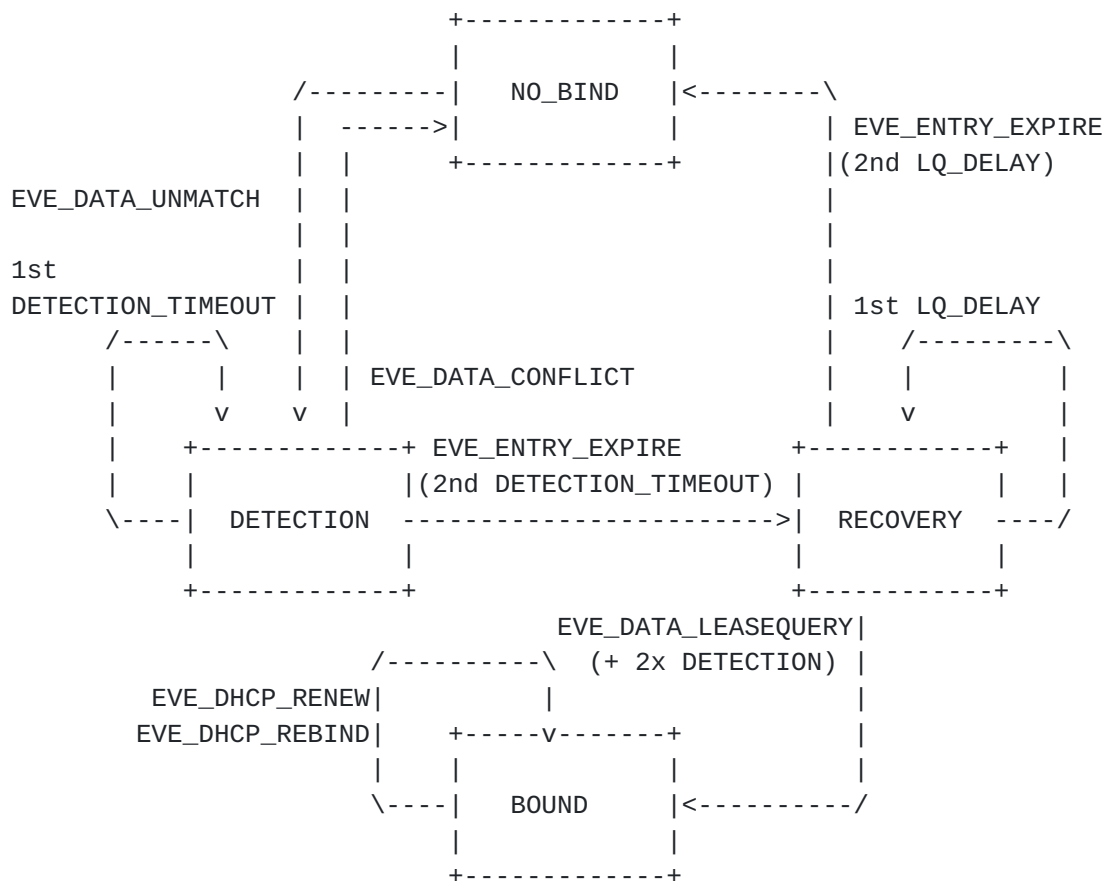 NO_BIND
EVE_ENTRY_EXPIRE
(2nd LQ_DELAY)
EVE_DATA_UNMATCH
1st
DETECTION_TIMEOUT
1st LQ_DELAY
EVE_DATA_CONFLICT
EVE_ENTRY_EXPIRE
(2nd DETECTION_TIMEOUT)
DETECTION
RECOVERY
EVE_DATA_LEASEQUERY
(+ 2x DETECTION)
EVE_DHCP_RENEW
EVE_DHCP_REBIND
BOUND